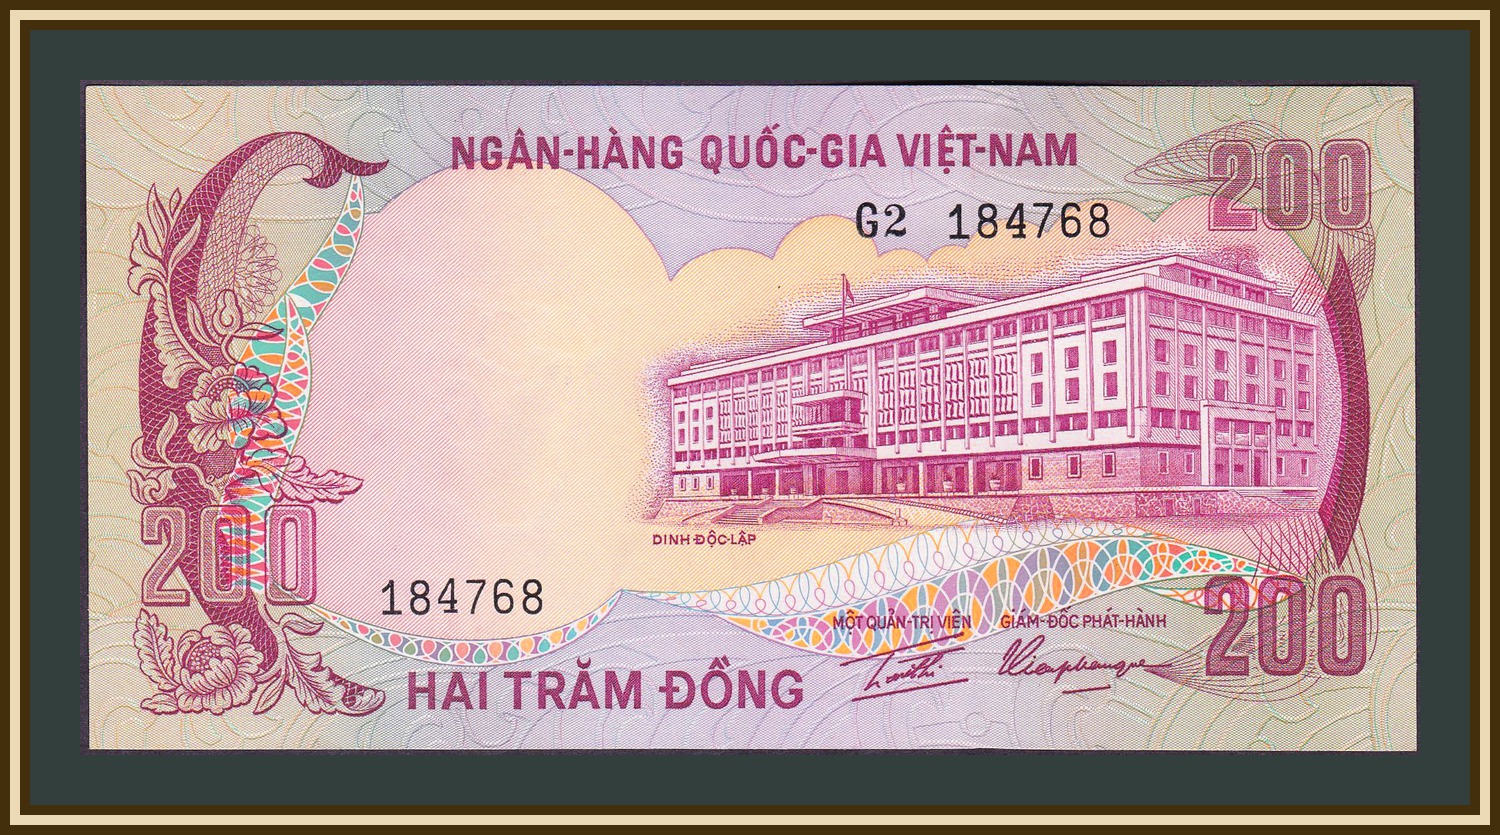 NGÂN-HÀNG QUỐC-GIA VIỆT-NAM
200
G2 184768
DINH ĐỘC-LẬP
200
184768
MỘT QUẢN-TRỊ VIÊN
GIÁM-ĐỐC PHÁT-HÀNH
200
HAI TRĂM ĐỒNG